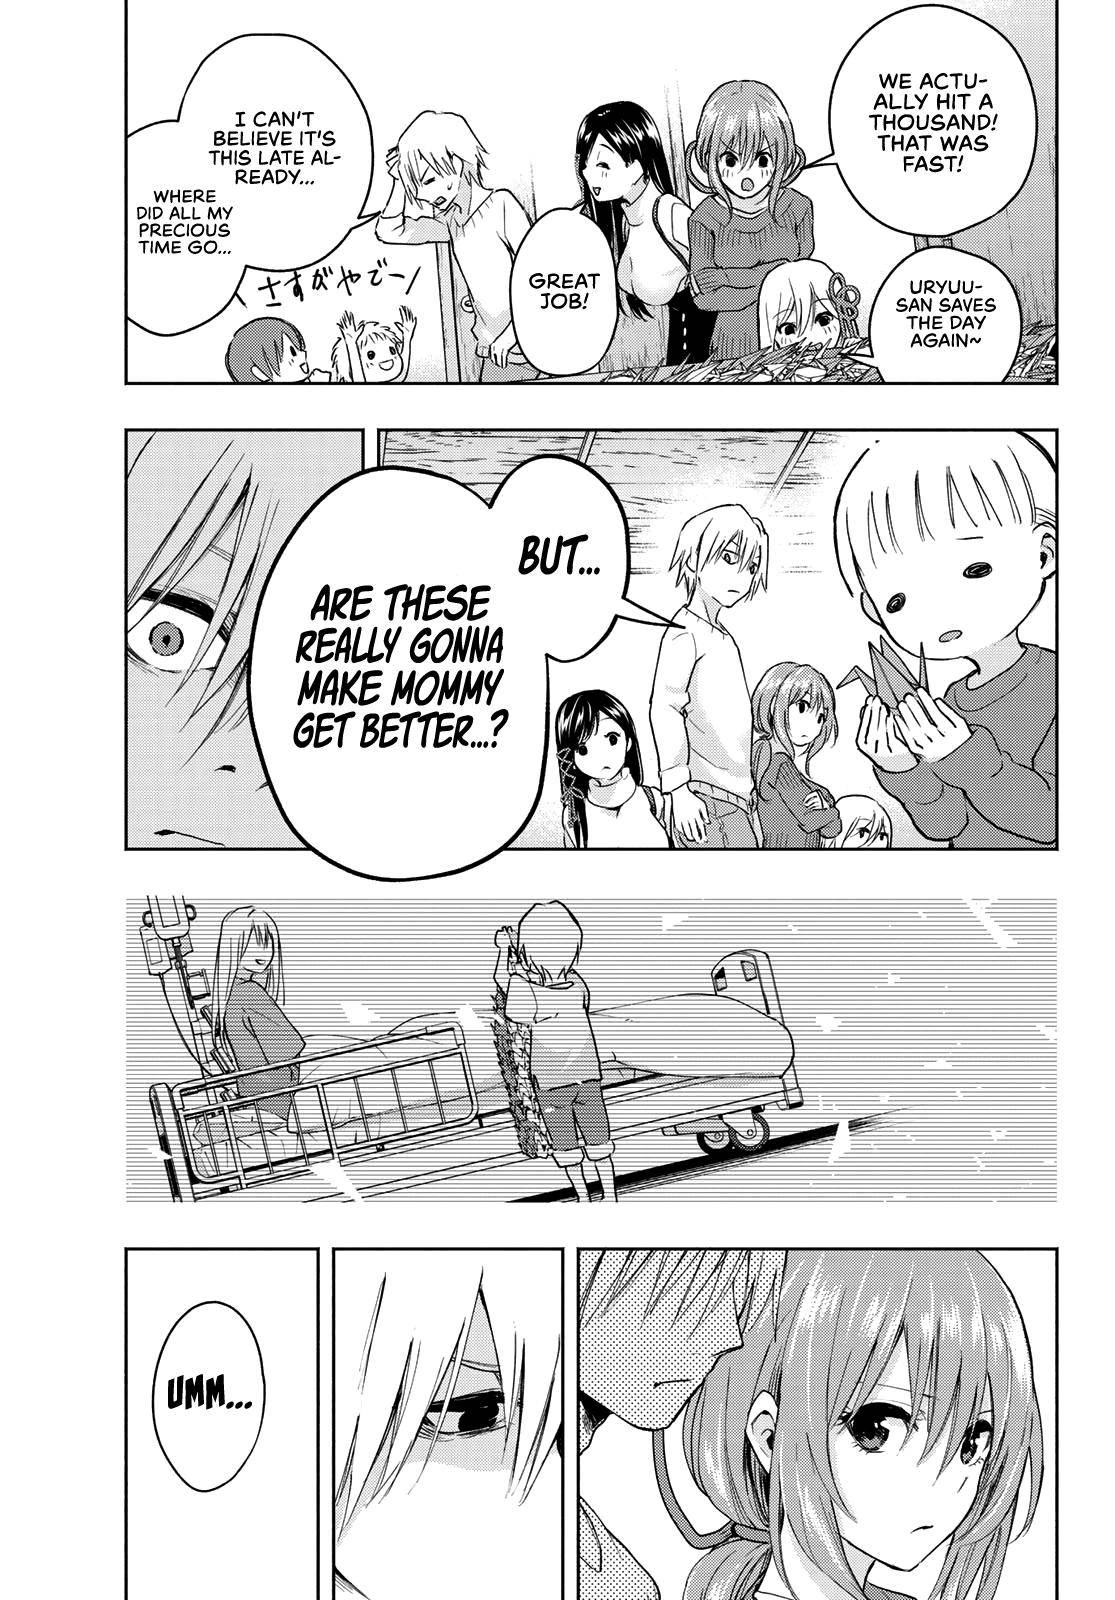 WE ACTU-
ALLY HIT A
THOUSAND!
THAT WAS
FAST!
URYUU-
SAN SAVES
THE DAY
AGAIN~
GREAT
JOB!
I CAN'T
BELIEVE IT'S
THIS LATE AL-
READY...
WHERE
DID ALL MY
PRECIOUS
TIME GO...
さすがやでー
BUT...
ARE THESE
REALLY GONNA
MAKE MOMMY
GET BETTER...?
UMM...